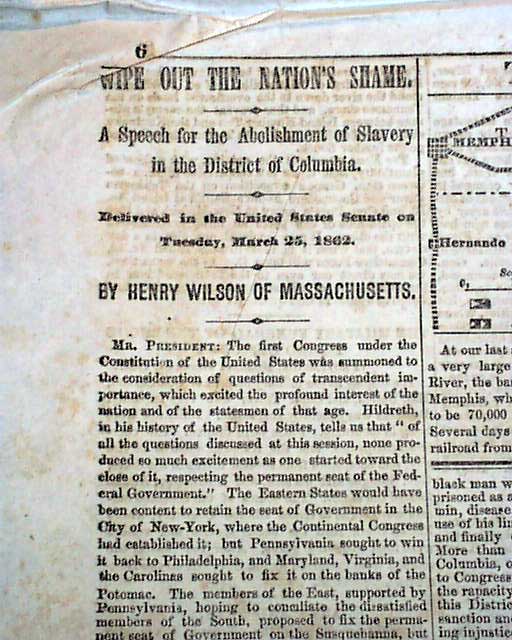 6
WIPE OUT THE NATION'S SHAME.
A Speech for the Abolishment of Slavery
in the District of Columbia.
Delivered in the United States Senate on
Tuesday, March 25, 1862.
BY HENRY WILSON OF MASSACHUSETTS.
MR. PRESIDENT: The first Congress under the
Constitution of the United States was summoned to
the consideration of questions of transcendent im-
portance, which excited the profound interest of the
nation and of the statesmen of that age. Hildreth,
in his history of the United States, tells us that "of
all the questions discussed at this session, none pro-
duced so much excitement as one started toward the
close of it, respecting the permanent seat of the Fed-
eral Government." The Eastern States would have
been content to retain the seat of Government in the
City of New-York, where the Continental Congress
had established it; but Pennsylvania sought to win
it back to Philadelphia, and Maryland, Virginia, and
the Carolinas sought to fix it on the banks of the
Potomac. The members of the East, supported by
Pennsylvania, hoping to conciliate the dissatisfied
members of the South, proposed to fix the perma-
nent seat of Government on the Susquehanna, but
T
MEMPH
Hernando
0,
At our last
a very large
River, the ba
Memphis, wh
to be 70,000
Several days
railroad from
black man w
prisoned as a
min, disease
use of his li
and finally
More than
Columbia, o
to Congress
the rapacity
this District
sanction and
ing injustic